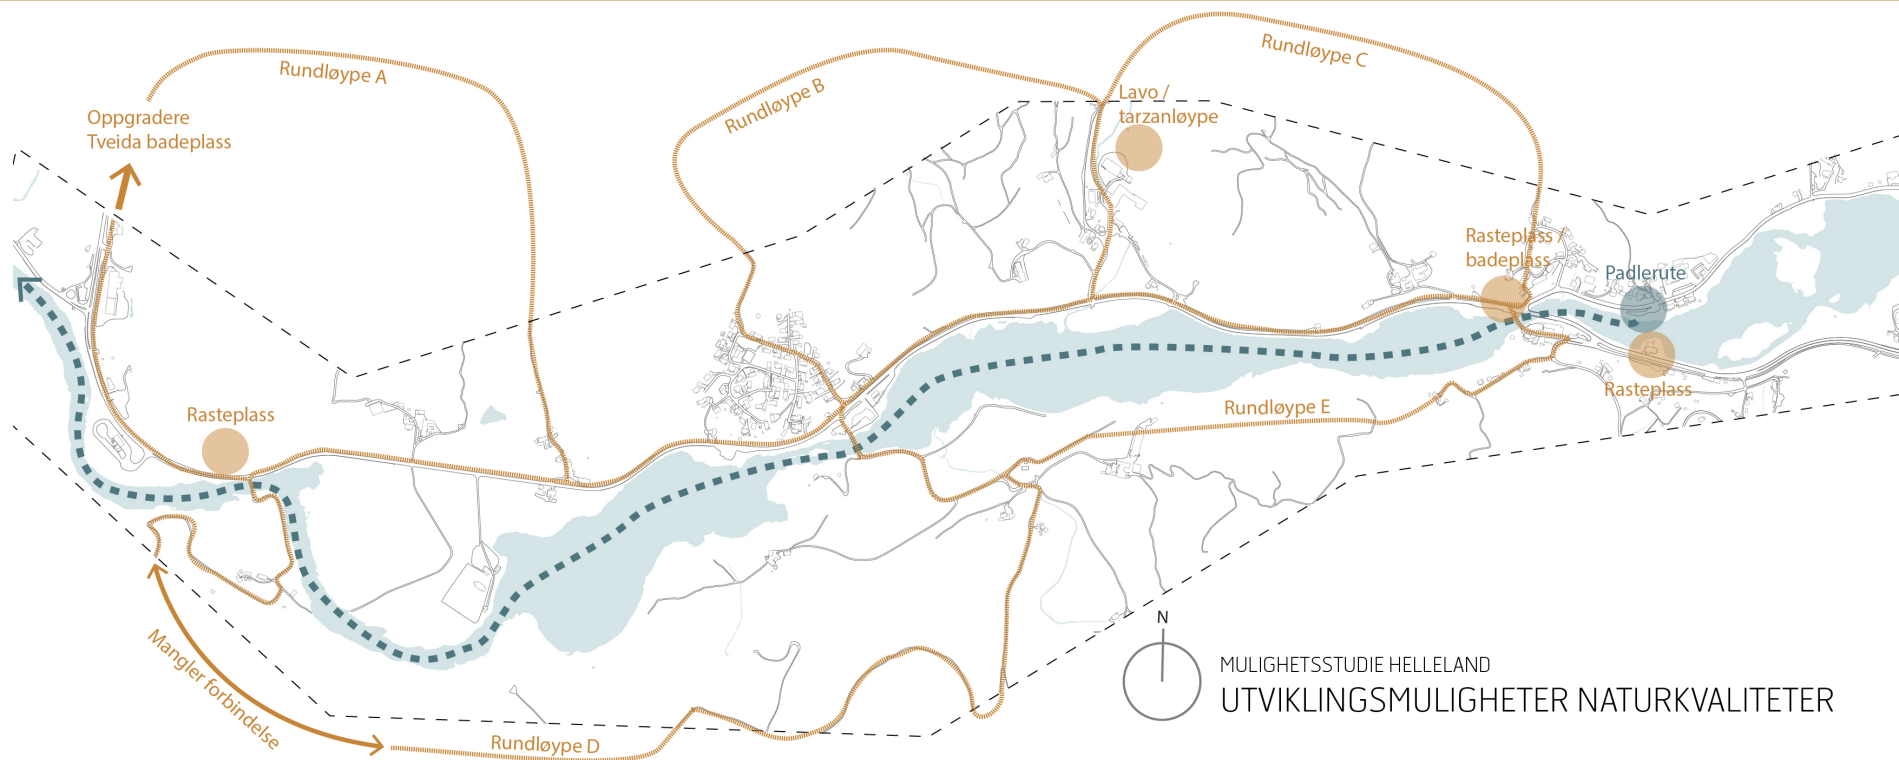 Rundløype A
Oppgradere
Tveida badeplass
Rundløype B
Lavo /
tarzanløype
Rundløype C
Rasteplass /
badeplass
Padlerute
Rasteplass
Rasteplass
Rundløype E
Mangler forbindelse
Rundløype D
N
MULIGHETSSTUDIE HELLELAND
UTVIKLINGSMULIGHETER NATURKVALITETER